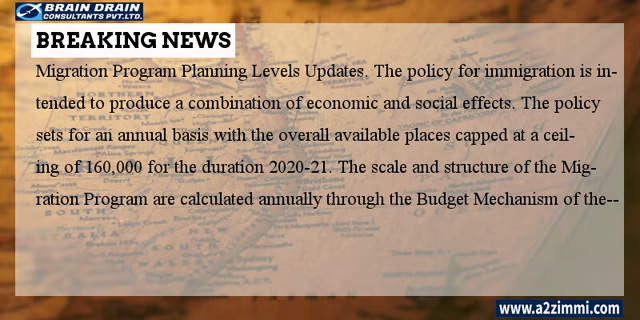 BRAIN DRAIN
CONSULTANTS PVT.LTD.
BREAKING NEWS
Migration Program Planning Levels Updates. The policy for immigration is in-
tended to produce a combination of economic and social effects. The policy
sets for an annual basis with the overall available places capped at a ceil-
ing of 160,000 for the duration 2020-21. The scale and structure of the Mig-
ration Program are calculated annually through the Budget Mechanism of the--
www.a2zimmi.com